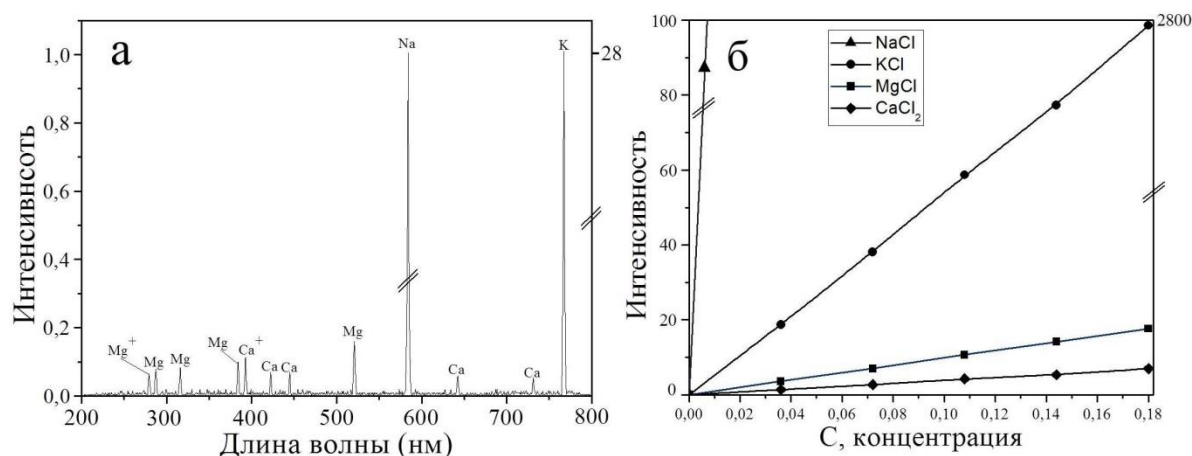 а
Интенсивнсоть
1,0
0,8
0,6
0,4
0,2
0,0
28
Na
K
Mg+
Mg
Mg
Mg
Ca+
Ca
Ca
Mg
Ca
Ca
200 300 400 500 600 700 800
Длина волны (нм)
б
Интенсивность
100
80
60
40
20
0
2800
NaCl
KCl
MgCl
CaCl2
0,00 0,02 0,04 0,06 0,08 0,10 0,12 0,14 0,16 0,18
С, концентрация